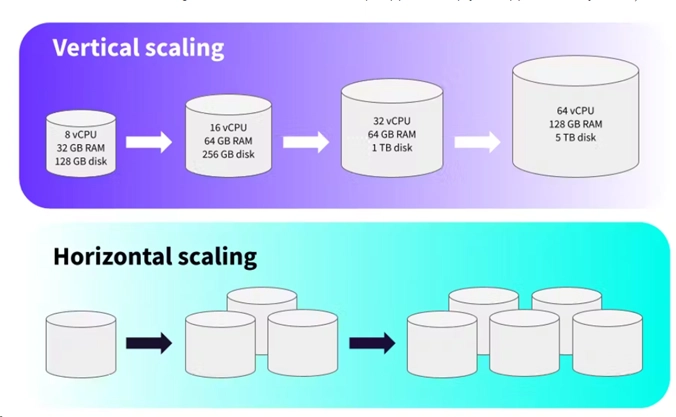 Vertical scaling
8 vCPU
32 GB RAM
128 GB disk
16 vCPU
64 GB RAM
256 GB disk
32 vCPU
64 GB RAM
1 TB disk
64 vCPU
128 GB RAM
5 TB disk
Horizontal scaling